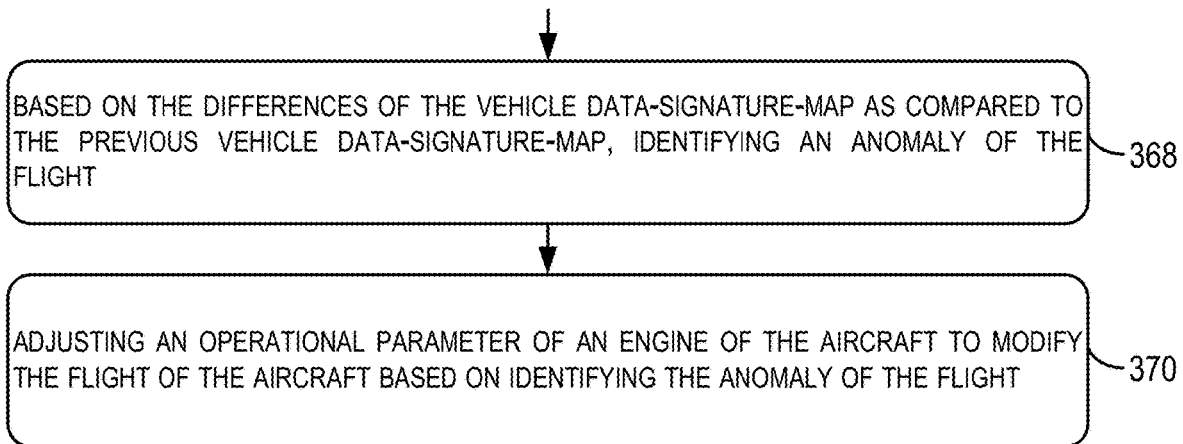 BASED ON THE DIFFERENCES OF THE VEHICLE DATA-SIGNATURE-MAP AS COMPARED TO
THE PREVIOUS VEHICLE DATA-SIGNATURE-MAP, IDENTIFYING AN ANOMALY OF THE
FLIGHT
368
ADJUSTING AN OPERATIONAL PARAMETER OF AN ENGINE OF THE AIRCRAFT TO MODIFY
THE FLIGHT OF THE AIRCRAFT BASED ON IDENTIFYING THE ANOMALY OF THE FLIGHT
370